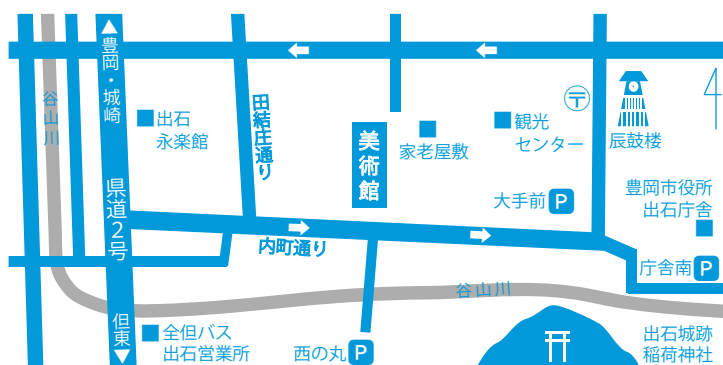 豊岡・城崎
谷山川
出石
永楽館
田結庄通り
美術館
家老屋敷
観光
センター
〒
辰鼓楼
大手前 P
豊岡市役所
出石庁舎
県道2号
内町通り
庁舎南 P
谷山川
但東
全但バス
出石営業所
西の丸 P
出石城跡
稲荷神社